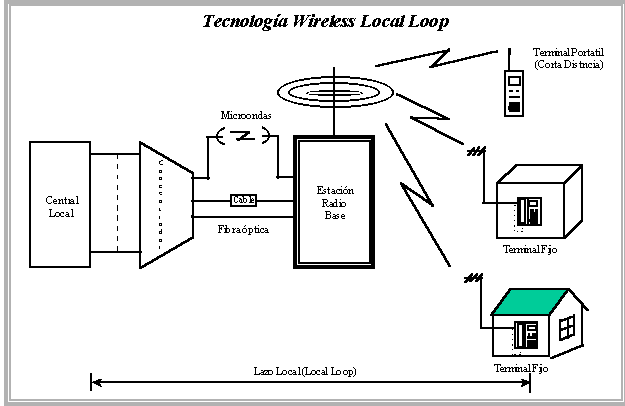 Tecnología Wireless Local Loop
Terminal Portatil
(Corta Distncia)
Microondas
Central
Local
Cable
Estación
Radio
Base
Fibra óptica
Terminal Fijo
Terminal Fijo
Lazo Local (Local Loop)